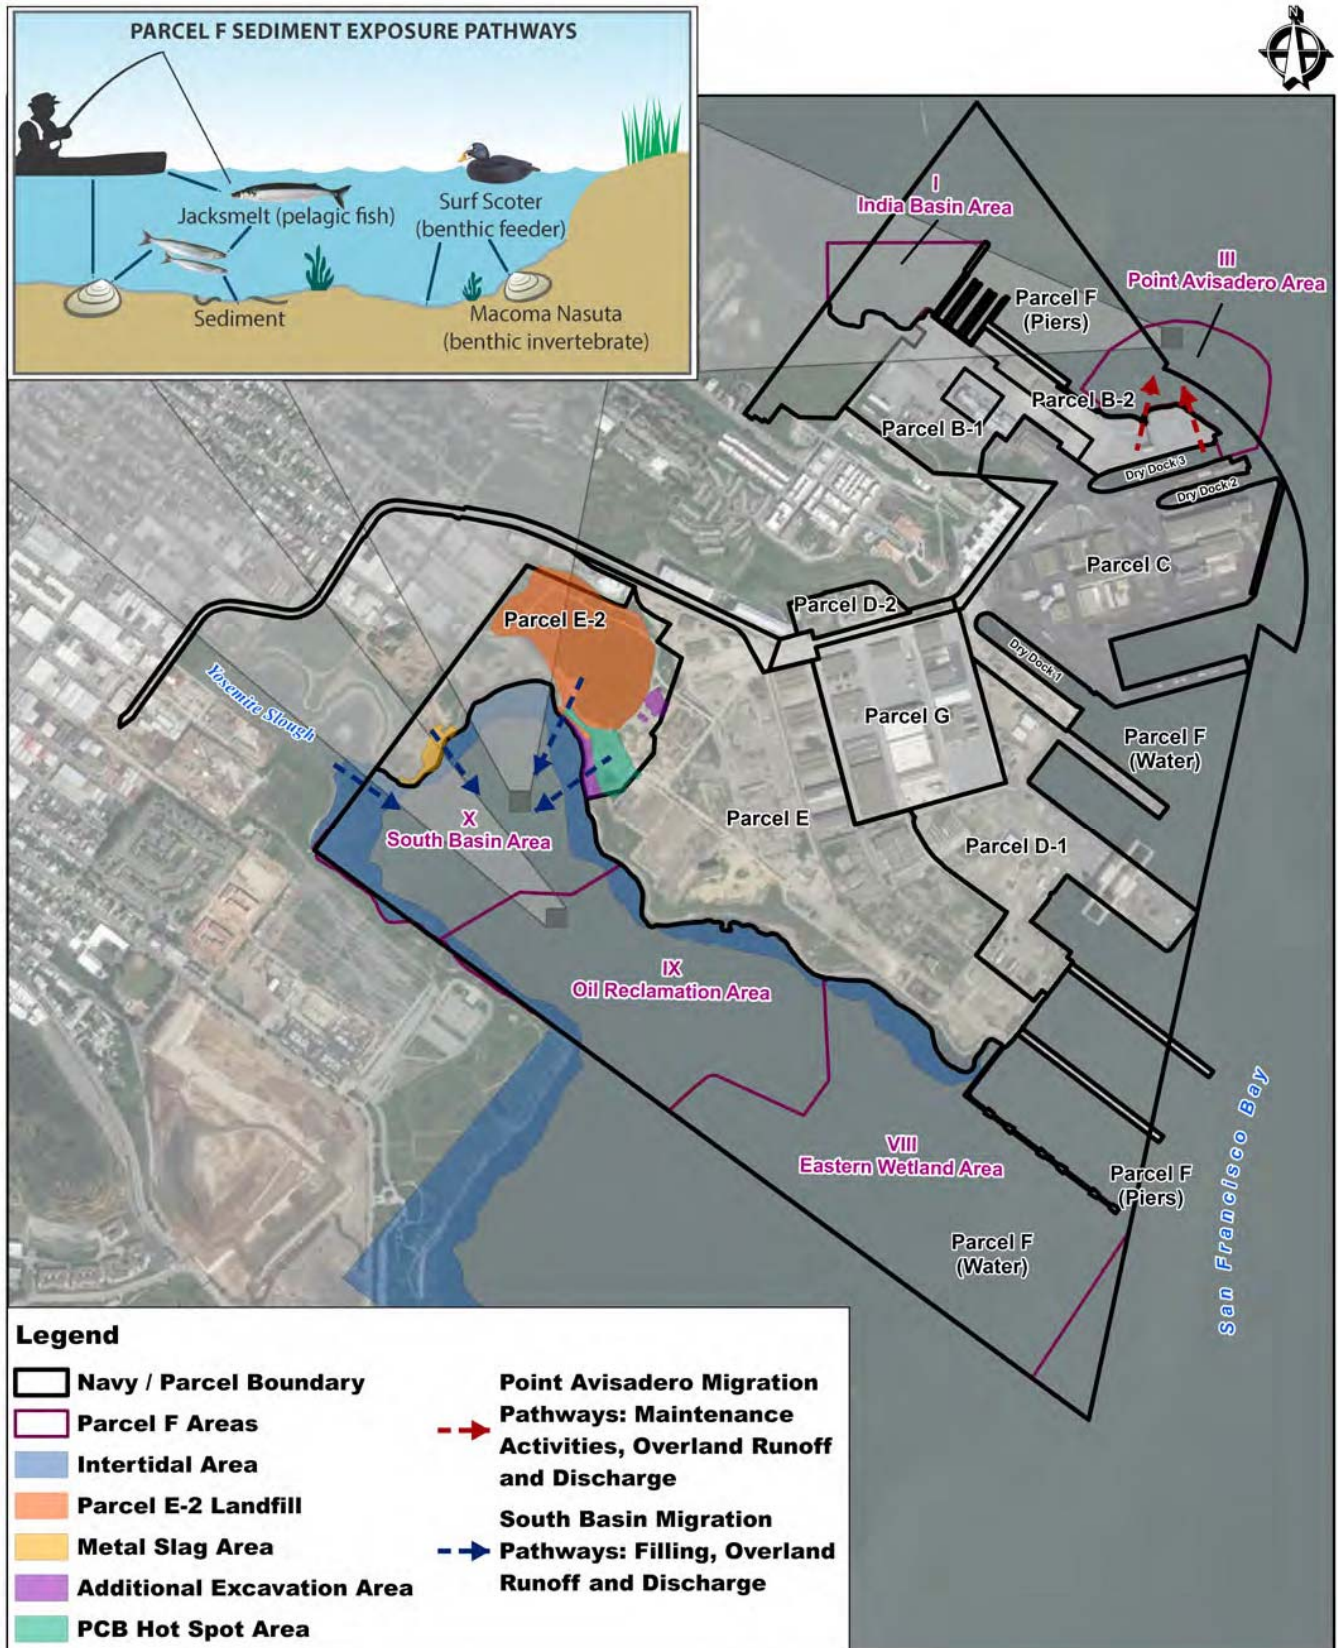 PARCEL F SEDIMENT EXPOSURE PATHWAYS
Jacksmelt (pelagic fish)
Surf Scoter
(benthic feeder)
Sediment
Macoma Nasuta
(benthic invertebrate)
N
I
India Basin Area
III
Point Avisadero Area
Parcel F
(Piers)
Parcel B-2
Parcel B-1
Dry Dock 3
Dry Dock 2
Parcel C
Parcel D-2
Parcel E-2
Dry Dock 1
Yosemite Slough
Parcel G
Parcel F
(Water)
X
South Basin Area
Parcel E
Parcel D-1
IX
Oil Reclamation Area
VIII
Eastern Wetland Area
Parcel F
(Piers)
San Francisco Bay
Parcel F
(Water)
Legend
Navy / Parcel Boundary
Parcel F Areas
Intertidal Area
Parcel E-2 Landfill
Metal Slag Area
Additional Excavation Area
PCB Hot Spot Area
Point Avisadero Migration
Pathways: Maintenance
Activities, Overland Runoff
and Discharge
South Basin Migration
Pathways: Filling, Overland
Runoff and Discharge